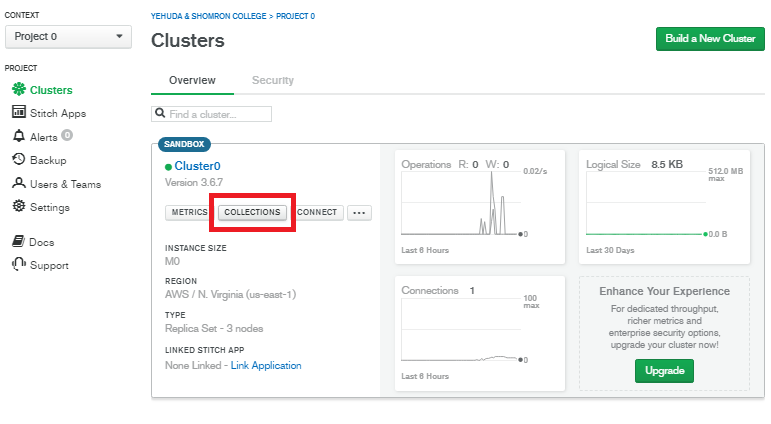 CONTEXT
Project 0
PROJECT
Clusters
Stitch Apps
Alerts 0
Backup
Users & Teams
Settings
Docs
Support
YEHUDA & SHOMRON COLLEGE > PROJECT 0
Clusters
Build a New Cluster
Overview Security
Find a cluster...
SANDBOX
Cluster0
Version 3.6.7
METRICS COLLECTIONS CONNECT ...
INSTANCE SIZE
M0
REGION
AWS / N. Virginia (us-east-1)
TYPE
Replica Set - 3 nodes
LINKED STITCH APP
None Linked - Link Application
Operations R: 0 W: 0
0.02/s
0
Last 6 Hours
Logical Size 8.5 KB
512.0 MB
max
0.0 B
Last 30 Days
Connections 1
100
max
0
Last 6 Hours
Enhance Your Experience
For dedicated throughput,
richer metrics and
enterprise security options,
upgrade your cluster now!
Upgrade